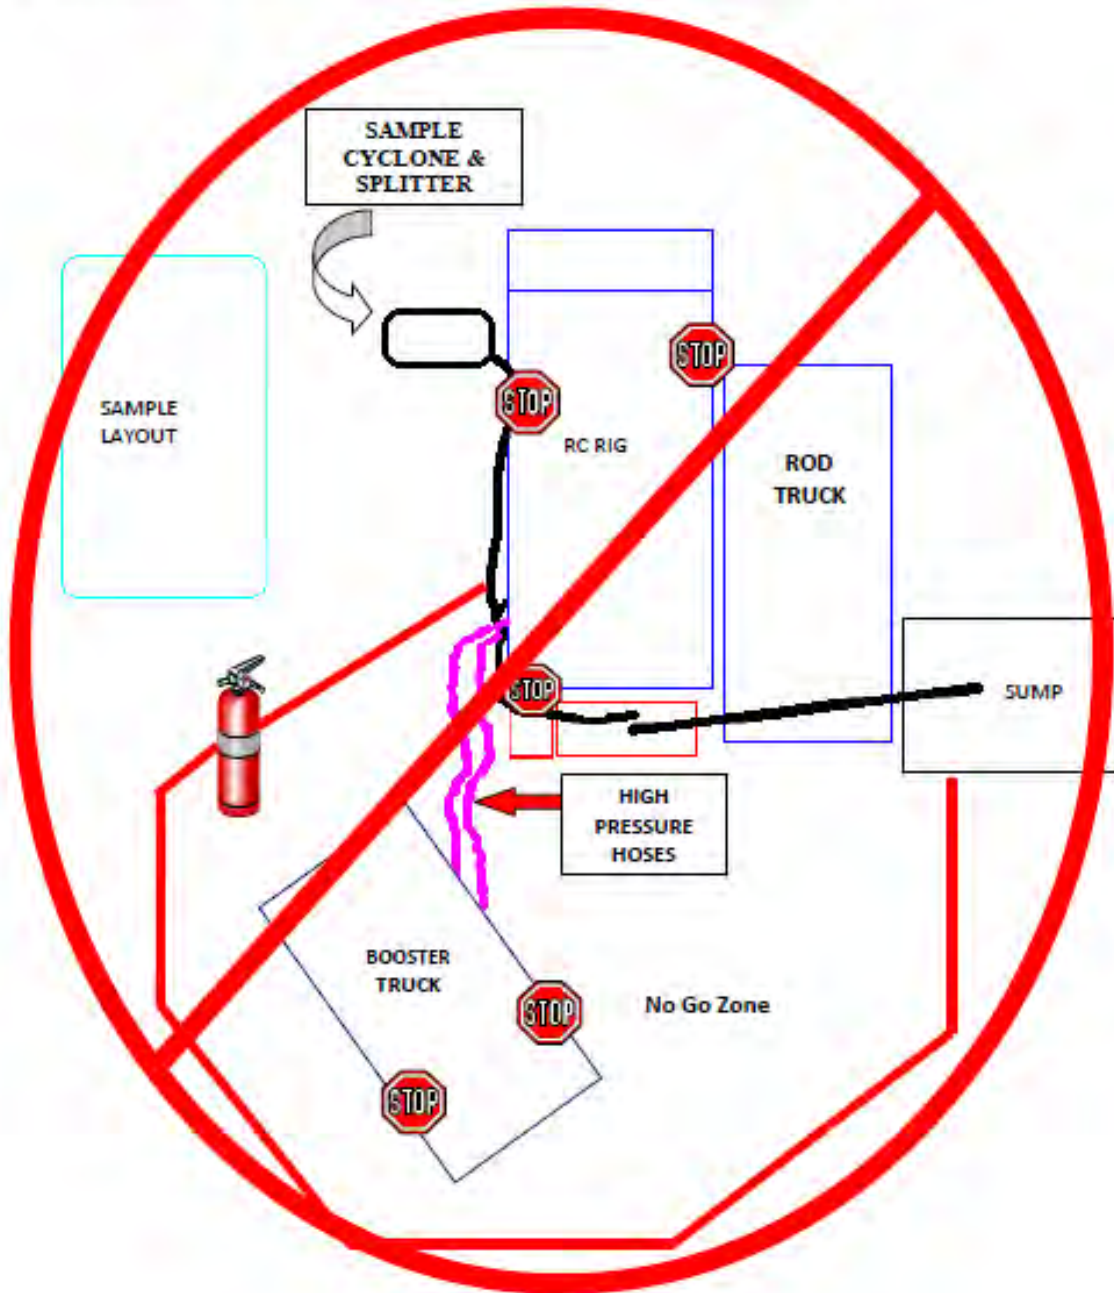 SAMPLE
CYCLONE &
SPLITTER
STOP
STOP
SAMPLE
LAYOUT
RC RIG
ROD
TRUCK
STOP
SUMP
HIGH
PRESSURE
HOSES
BOOSTER
TRUCK
STOP
No Go Zone
STOP